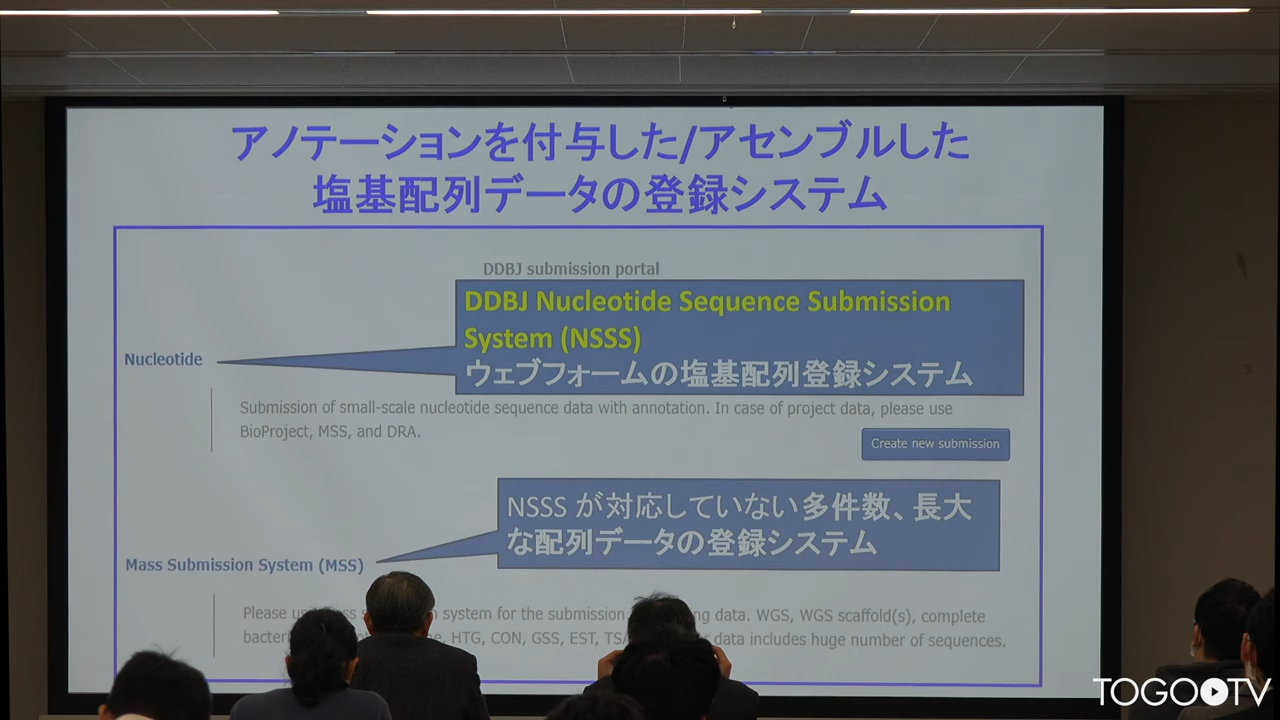 アノテーションを付与した/アセンブルした
塩基配列データの登録システム
DDBJ submission portal
DDBJ Nucleotide Sequence Submission
System (NSSS)
ウェブフォームの塩基配列登録システム
Nucleotide
Submission of small-scale nucleotide sequence data with annotation. In case of project data, please use
BioProject, MSS, and DRA.
Create new submission
NSSS が対応していない多件数、長大
な配列データの登録システム
Mass Submission System (MSS)
Please system for the submission data. WGS, WGS scaffold(s), complete
HTG, CON, GSS, EST, data includes huge number of sequences.
TOGO TV